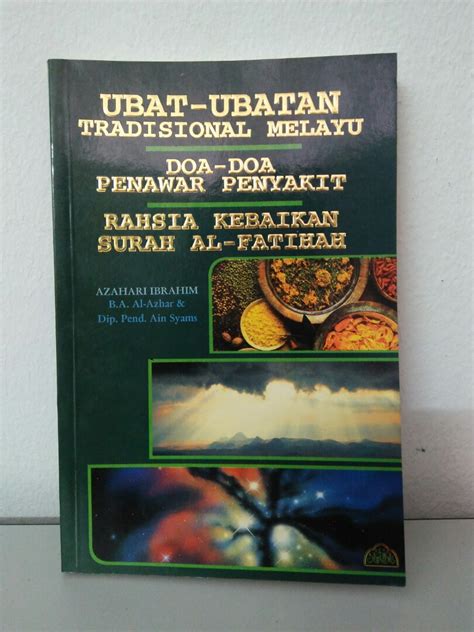 UBAT-UBATAN
TRADISIONAL MELAYU
DOA-DOA
PENAWAR PENYAKIT
RAHSIA KEBAIKAN
SURAH AL-FATIHAH
AZAHARI IBRAHIM
B.A. Al-Azhar &
Dip. Pend. Ain Syams